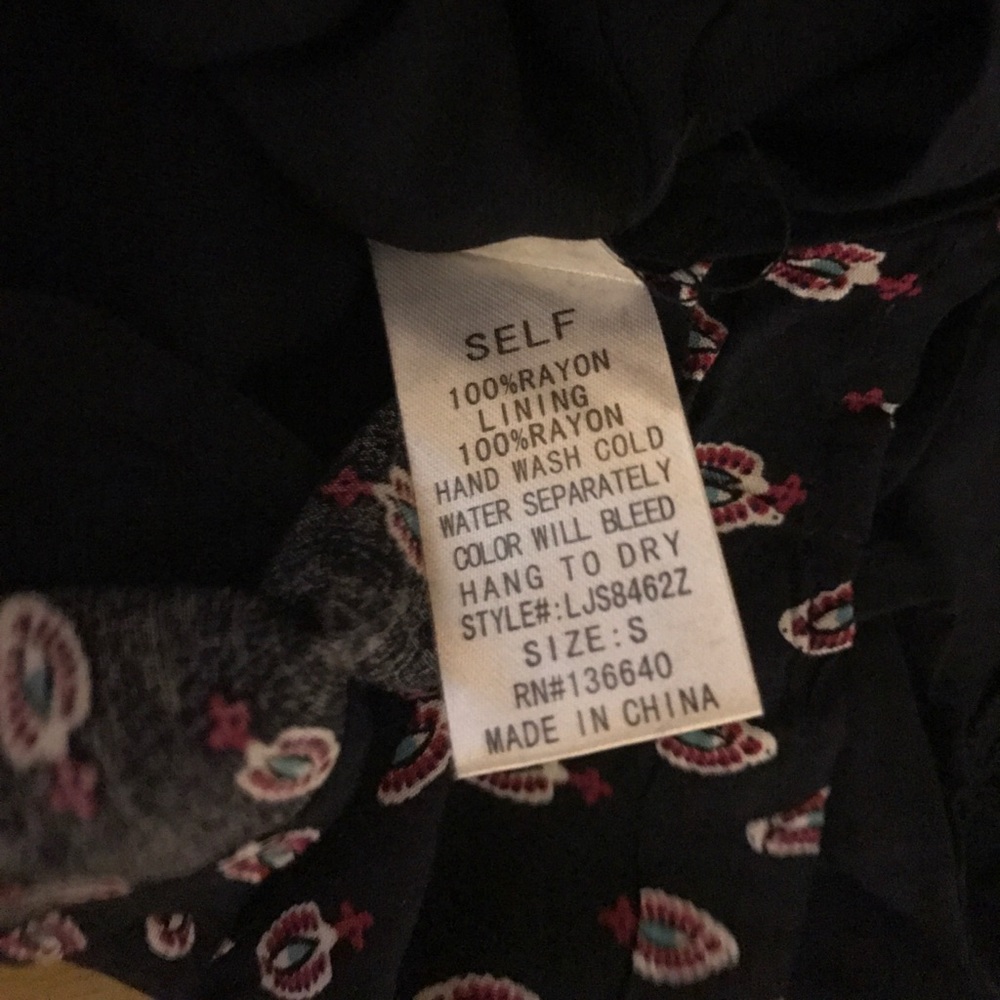 SELF
100%RAYON
LINING
100%RAYON
HAND WASH COLD
WATER SEPARATELY
COLOR WILL BLEED
HANG TO DRY
STYLE#:LJS8462Z
SIZE:S
RN#136640
MADE IN CHINA